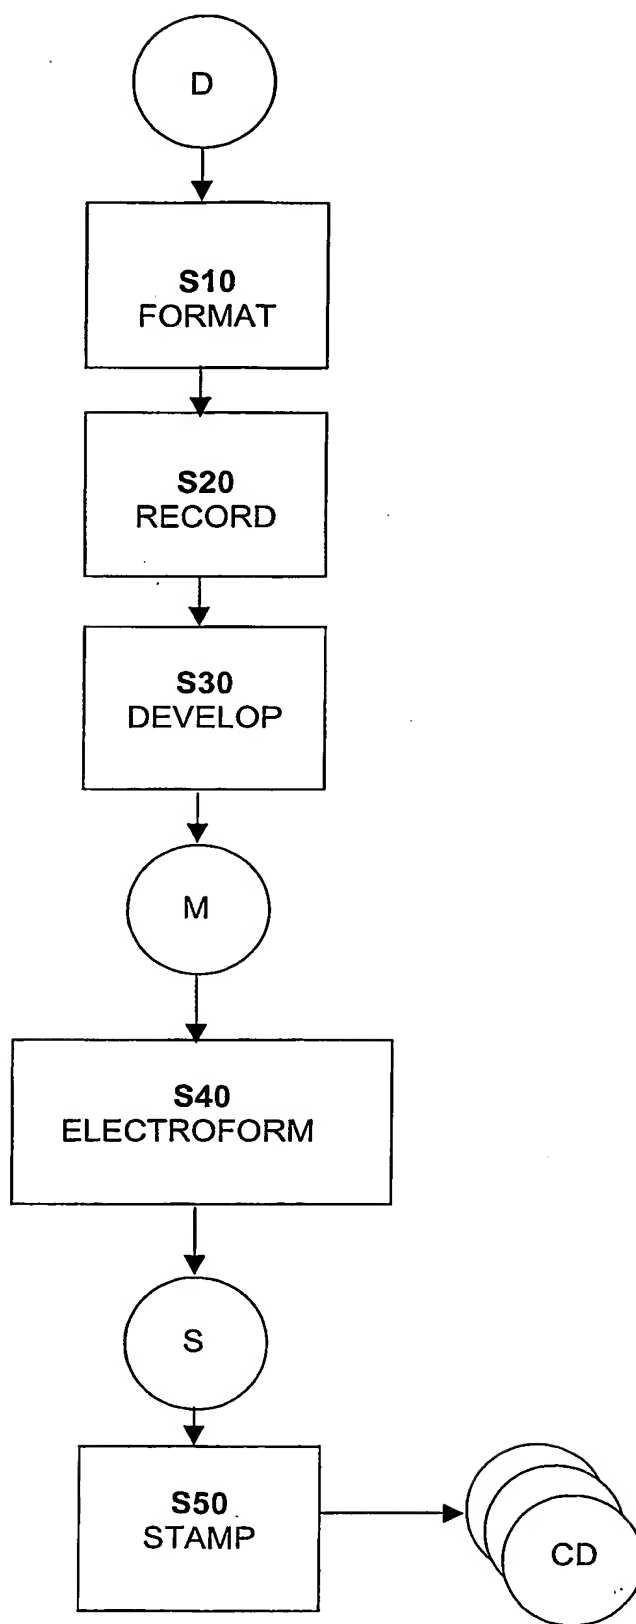 D
S10
FORMAT
S20
RECORD
S30
DEVELOP
M
S40
ELECTROFORM
S
S50
STAMP
CD